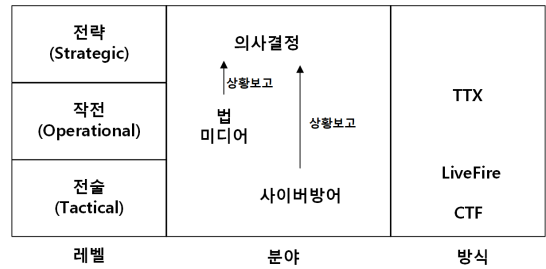 전략
(Strategic)
작전
(Operational)
전술
(Tactical)
의사결정
상황보고
법
미디어
상황보고
사이버방어
TTX
LiveFire
CTF
레벨
분야
방식